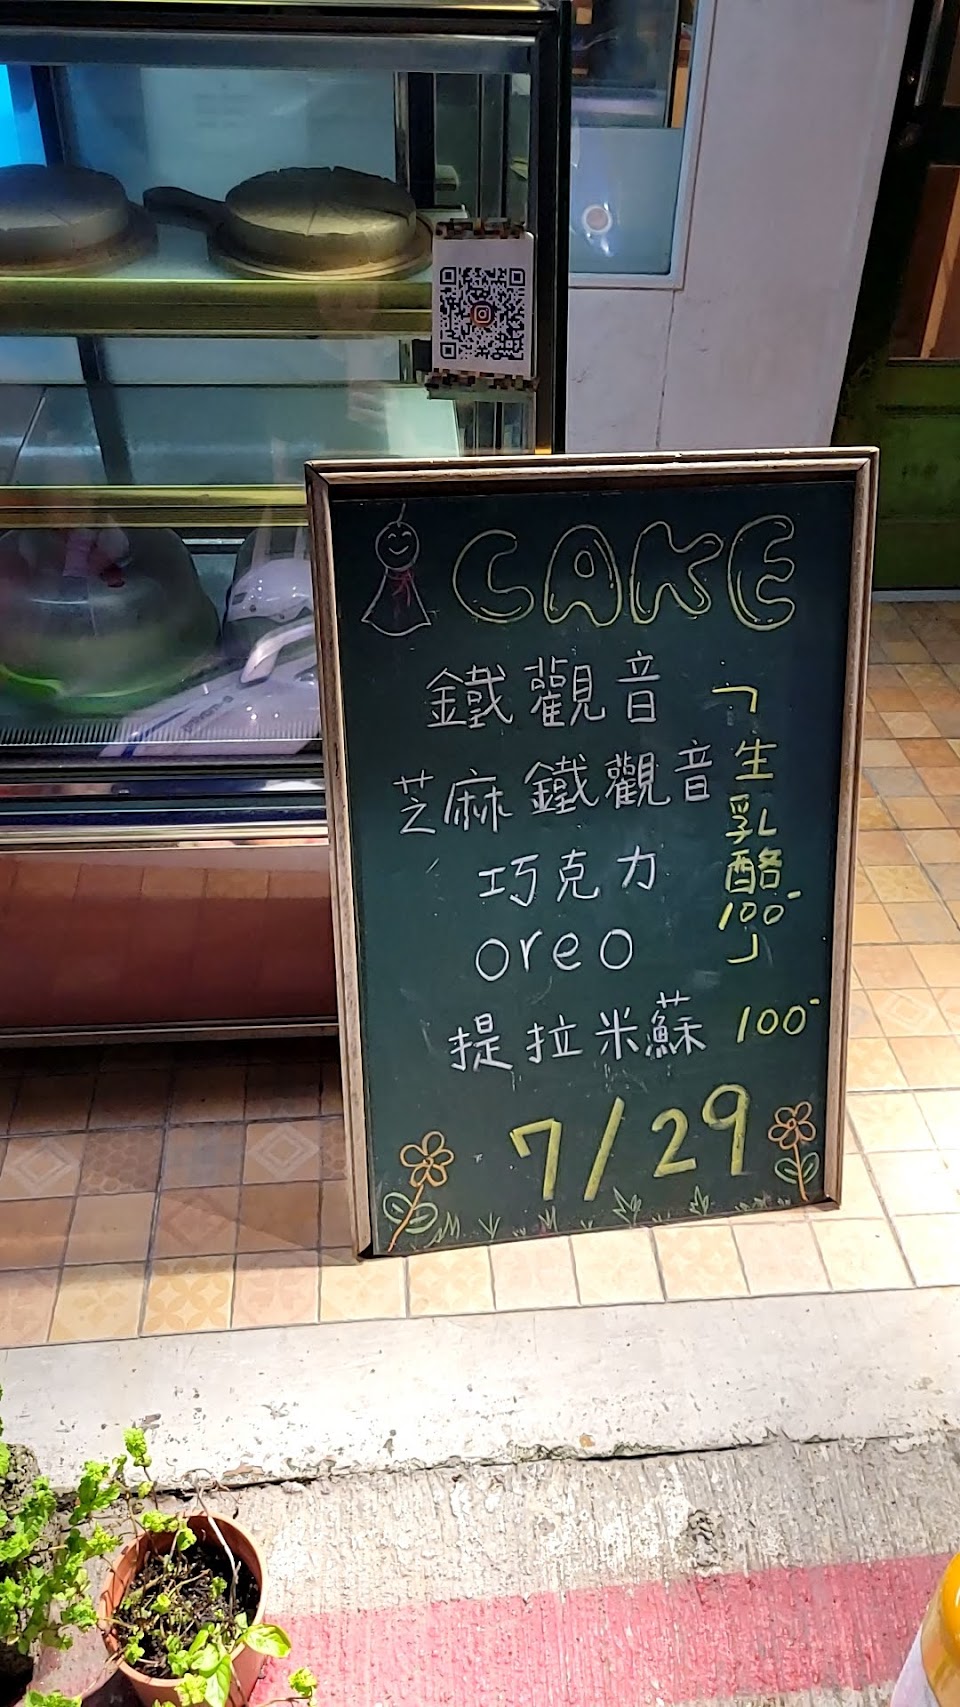 CAKE
鐵觀音
芝麻鐵觀音
巧克力
oreo
「生乳酪100-」
提拉米蘇 100-
7/29